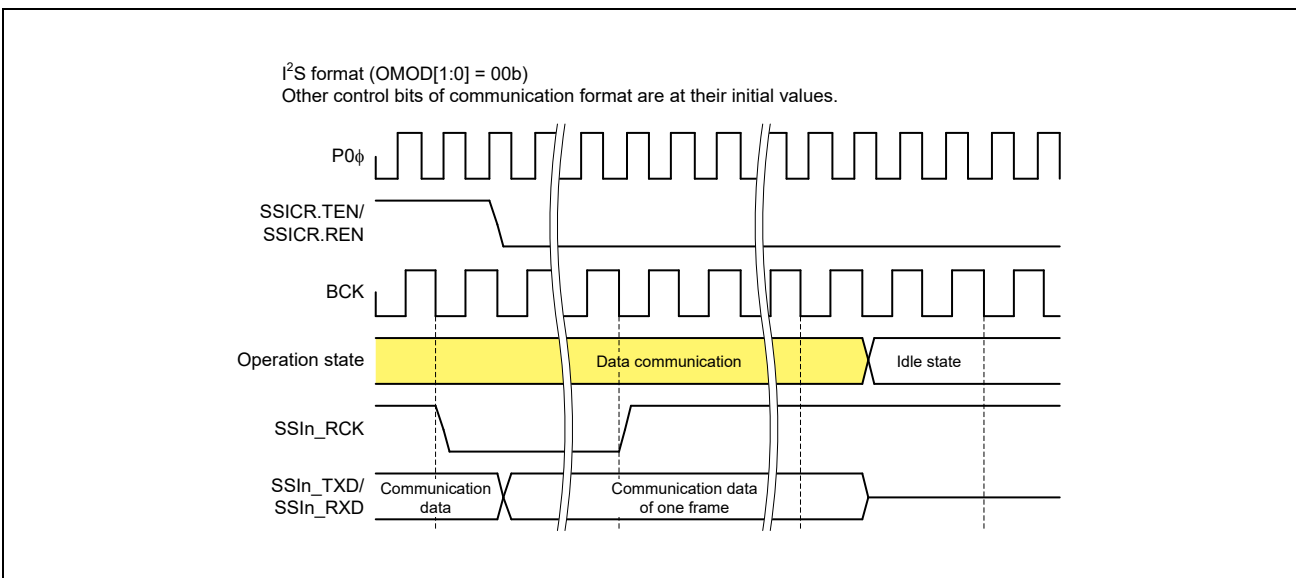 I²S format (OMOD[1:0] = 00b)
Other control bits of communication format are at their initial values.
P0ϕ
SSICR.TEN/
SSICR.REN
BCK
Operation state
Data communication
Idle state
SSIn_RCK
SSIn_TXD/
SSIn_RXD
Communication
data
Communication data
of one frame